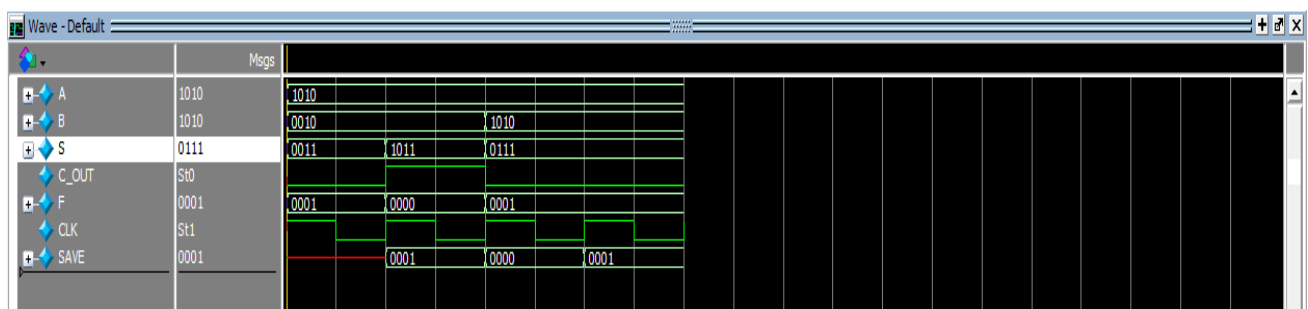 Wave - Default
Msgs
A 1010 1010
B 1010 0010 1010
S 0111 0011 1011 0111
C_OUT St0
F 0001 0001 0000 0001
CLK St1
SAVE 0001 0001 0000 0001